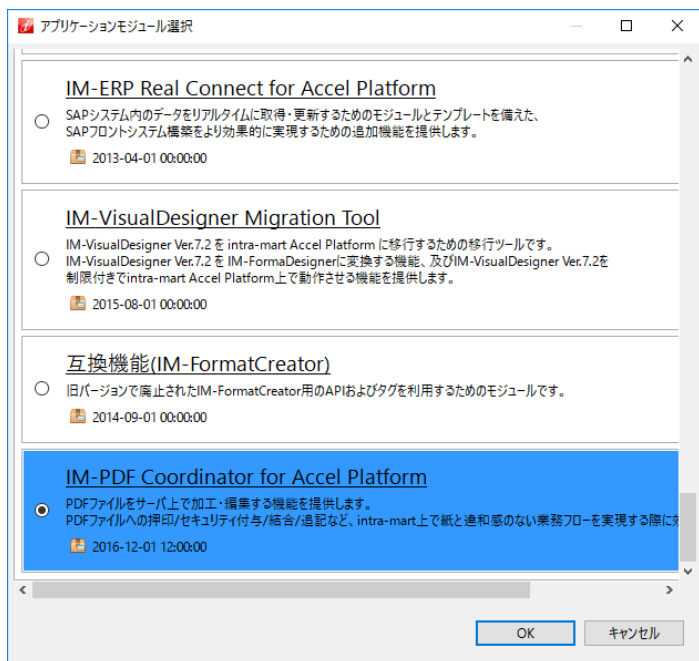 アプリケーションモジュール選択
IM-ERP Real Connect for Accel Platform
SAPシステム内のデータをリアルタイムに取得・更新するためのモジュールとテンプレートを備えた、
SAPフロントシステム構築をより効果的に実現するための追加機能を提供します。
2013-04-01 00:00:00
IM-VisualDesigner Migration Tool
IM-VisualDesigner Ver.7.2 を intra-mart Accel Platform に移行するための移行ツールです。
IM-VisualDesigner Ver.7.2 を IM-FormaDesignerに変換する機能、及びIM-VisualDesigner Ver.7.2を
制限付きでintra-mart Accel Platform上で動作させる機能を提供します。
2015-08-01 00:00:00
互換機能(IM-FormatCreator)
旧バージョンで廃止されたIM-FormatCreator用のAPIおよびタグを利用するためのモジュールです。
2014-09-01 00:00:00
IM-PDF Coordinator for Accel Platform
PDFファイルをサーバ上で加工・編集する機能を提供します。
PDFファイルへの押印/セキュリティ付与/結合/追記など、intra-mart上で紙と違和感のない業務フローを実現する際に
2016-12-01 12:00:00
OK
キャンセル